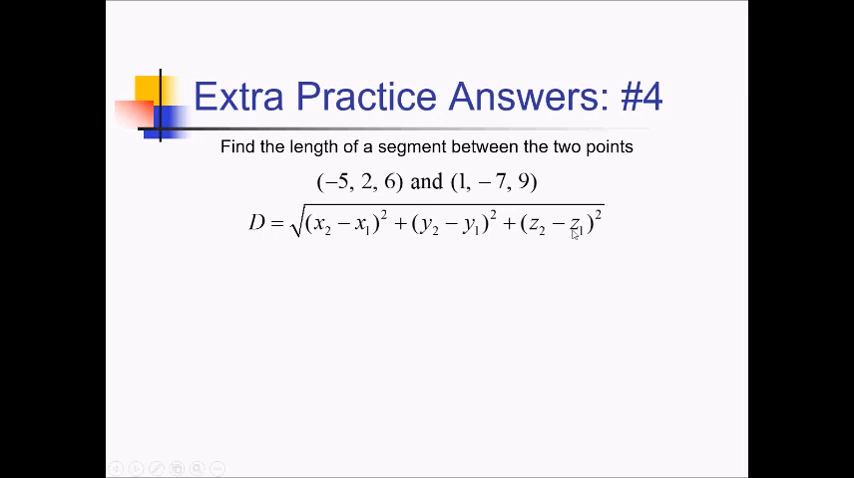 Extra Practice Answers: #4
Find the length of a segment between the two points
(−5, 2, 6) and (1, −7, 9)
D = √(x₂ − x₁)² + (y₂ − y₁)² + (z₂ − z₁)²